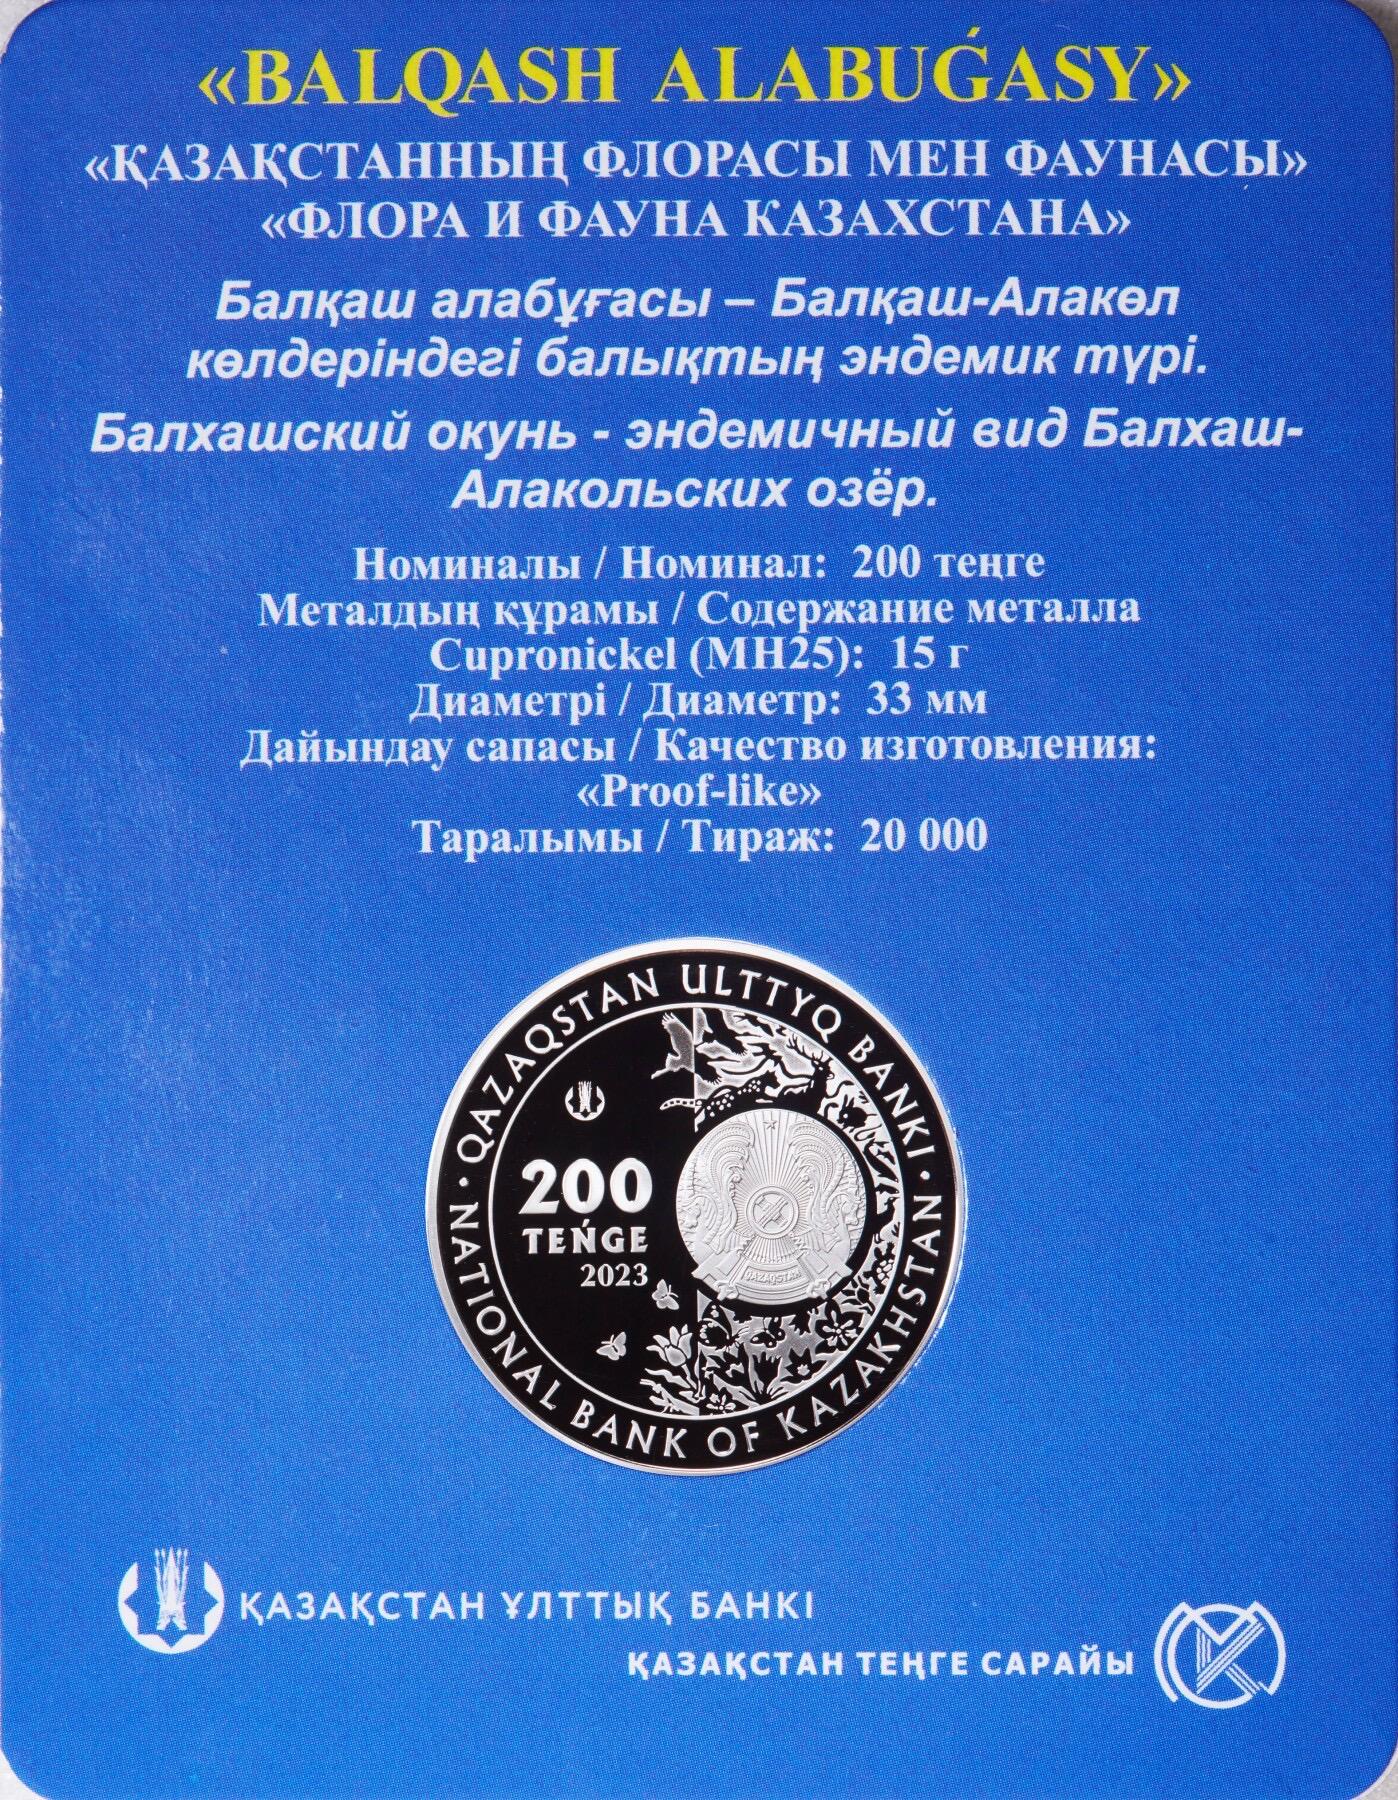 «BALQASH ALABUǴASY»
«ҚАЗАҚСТАННЫҢ ФЛОРАСЫ МЕН ФАУНАСЫ»
«ФЛОРА И ФАУНА КАЗАХСТАНА»
Балқаш алабұғасы – Балқаш-Алакөл
көлдеріндегі балықтың эндемик түрі.
Балхашский окунь - эндемичный вид Балхаш-
Алакольских озёр.
Номиналы / Номинал: 200 теңге
Металдың құрамы / Содержание металла
Cupronickel (МН25): 15 г
Диаметрі / Диаметр: 33 мм
Дайындау сапасы / Качество изготовления:
«Proof-like»
Таралымы / Тираж: 20 000
QAZAQSTAN ULTTYQ BANKI
200
TEŃGE
2023
QAZAQSTAN
NATIONAL BANK OF KAZAKHSTAN
ҚАЗАҚСТАН ҰЛТТЫҚ БАНКІ
ҚАЗАҚСТАН ТЕҢГЕ САРАЙЫ